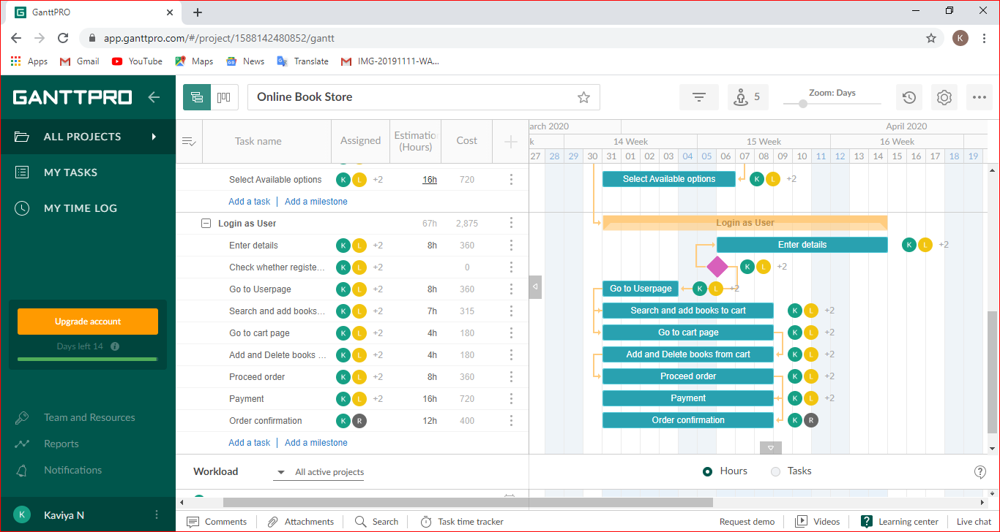 GanttPRO
app.ganttpro.com/#/project/1588142480852/gantt
K
Apps Gmail YouTube Maps News Translate IMG-20191111-WA...
GANTTPRO
Online Book Store
5
Zoom: Days
ALL PROJECTS
MY TASKS
MY TIME LOG
Upgrade account
Days left 14
Team and Resources
Reports
Notifications
K Kaviya N
Task name Assigned Estimatio (Hours) Cost
arch 2020 April 2020
k 14 Week 15 Week 16 Week
27 28 29 30 31 01 02 03 04 05 06 07 08 09 10 11 12 13 14 15 16 17 18 19
Select Available options K L +2 16h 720 Select Available options K L +2
Add a task | Add a milestone
Login as User 67h 2,875 Login as User
Enter details K L +2 8h 360 Enter details K L +2
Check whether registe... K L +2 0 K L +2
Go to Userpage K L +2 8h 360 Go to Userpage K L +2
Search and add books... K L +2 7h 315 Search and add books to cart K L +2
Go to cart page K L +2 4h 180 Go to cart page K L +2
Add and Delete books ... K L +2 4h 180 Add and Delete books from cart K L +2
Proceed order K L +2 8h 360 Proceed order K L +2
Payment K L +2 16h 720 Payment K L +2
Order confirmation K R 12h 400 Order confirmation K R
Add a task | Add a milestone
Workload All active projects Hours Tasks
Comments Attachments Search Task time tracker Request demo Videos Learning center Live chat